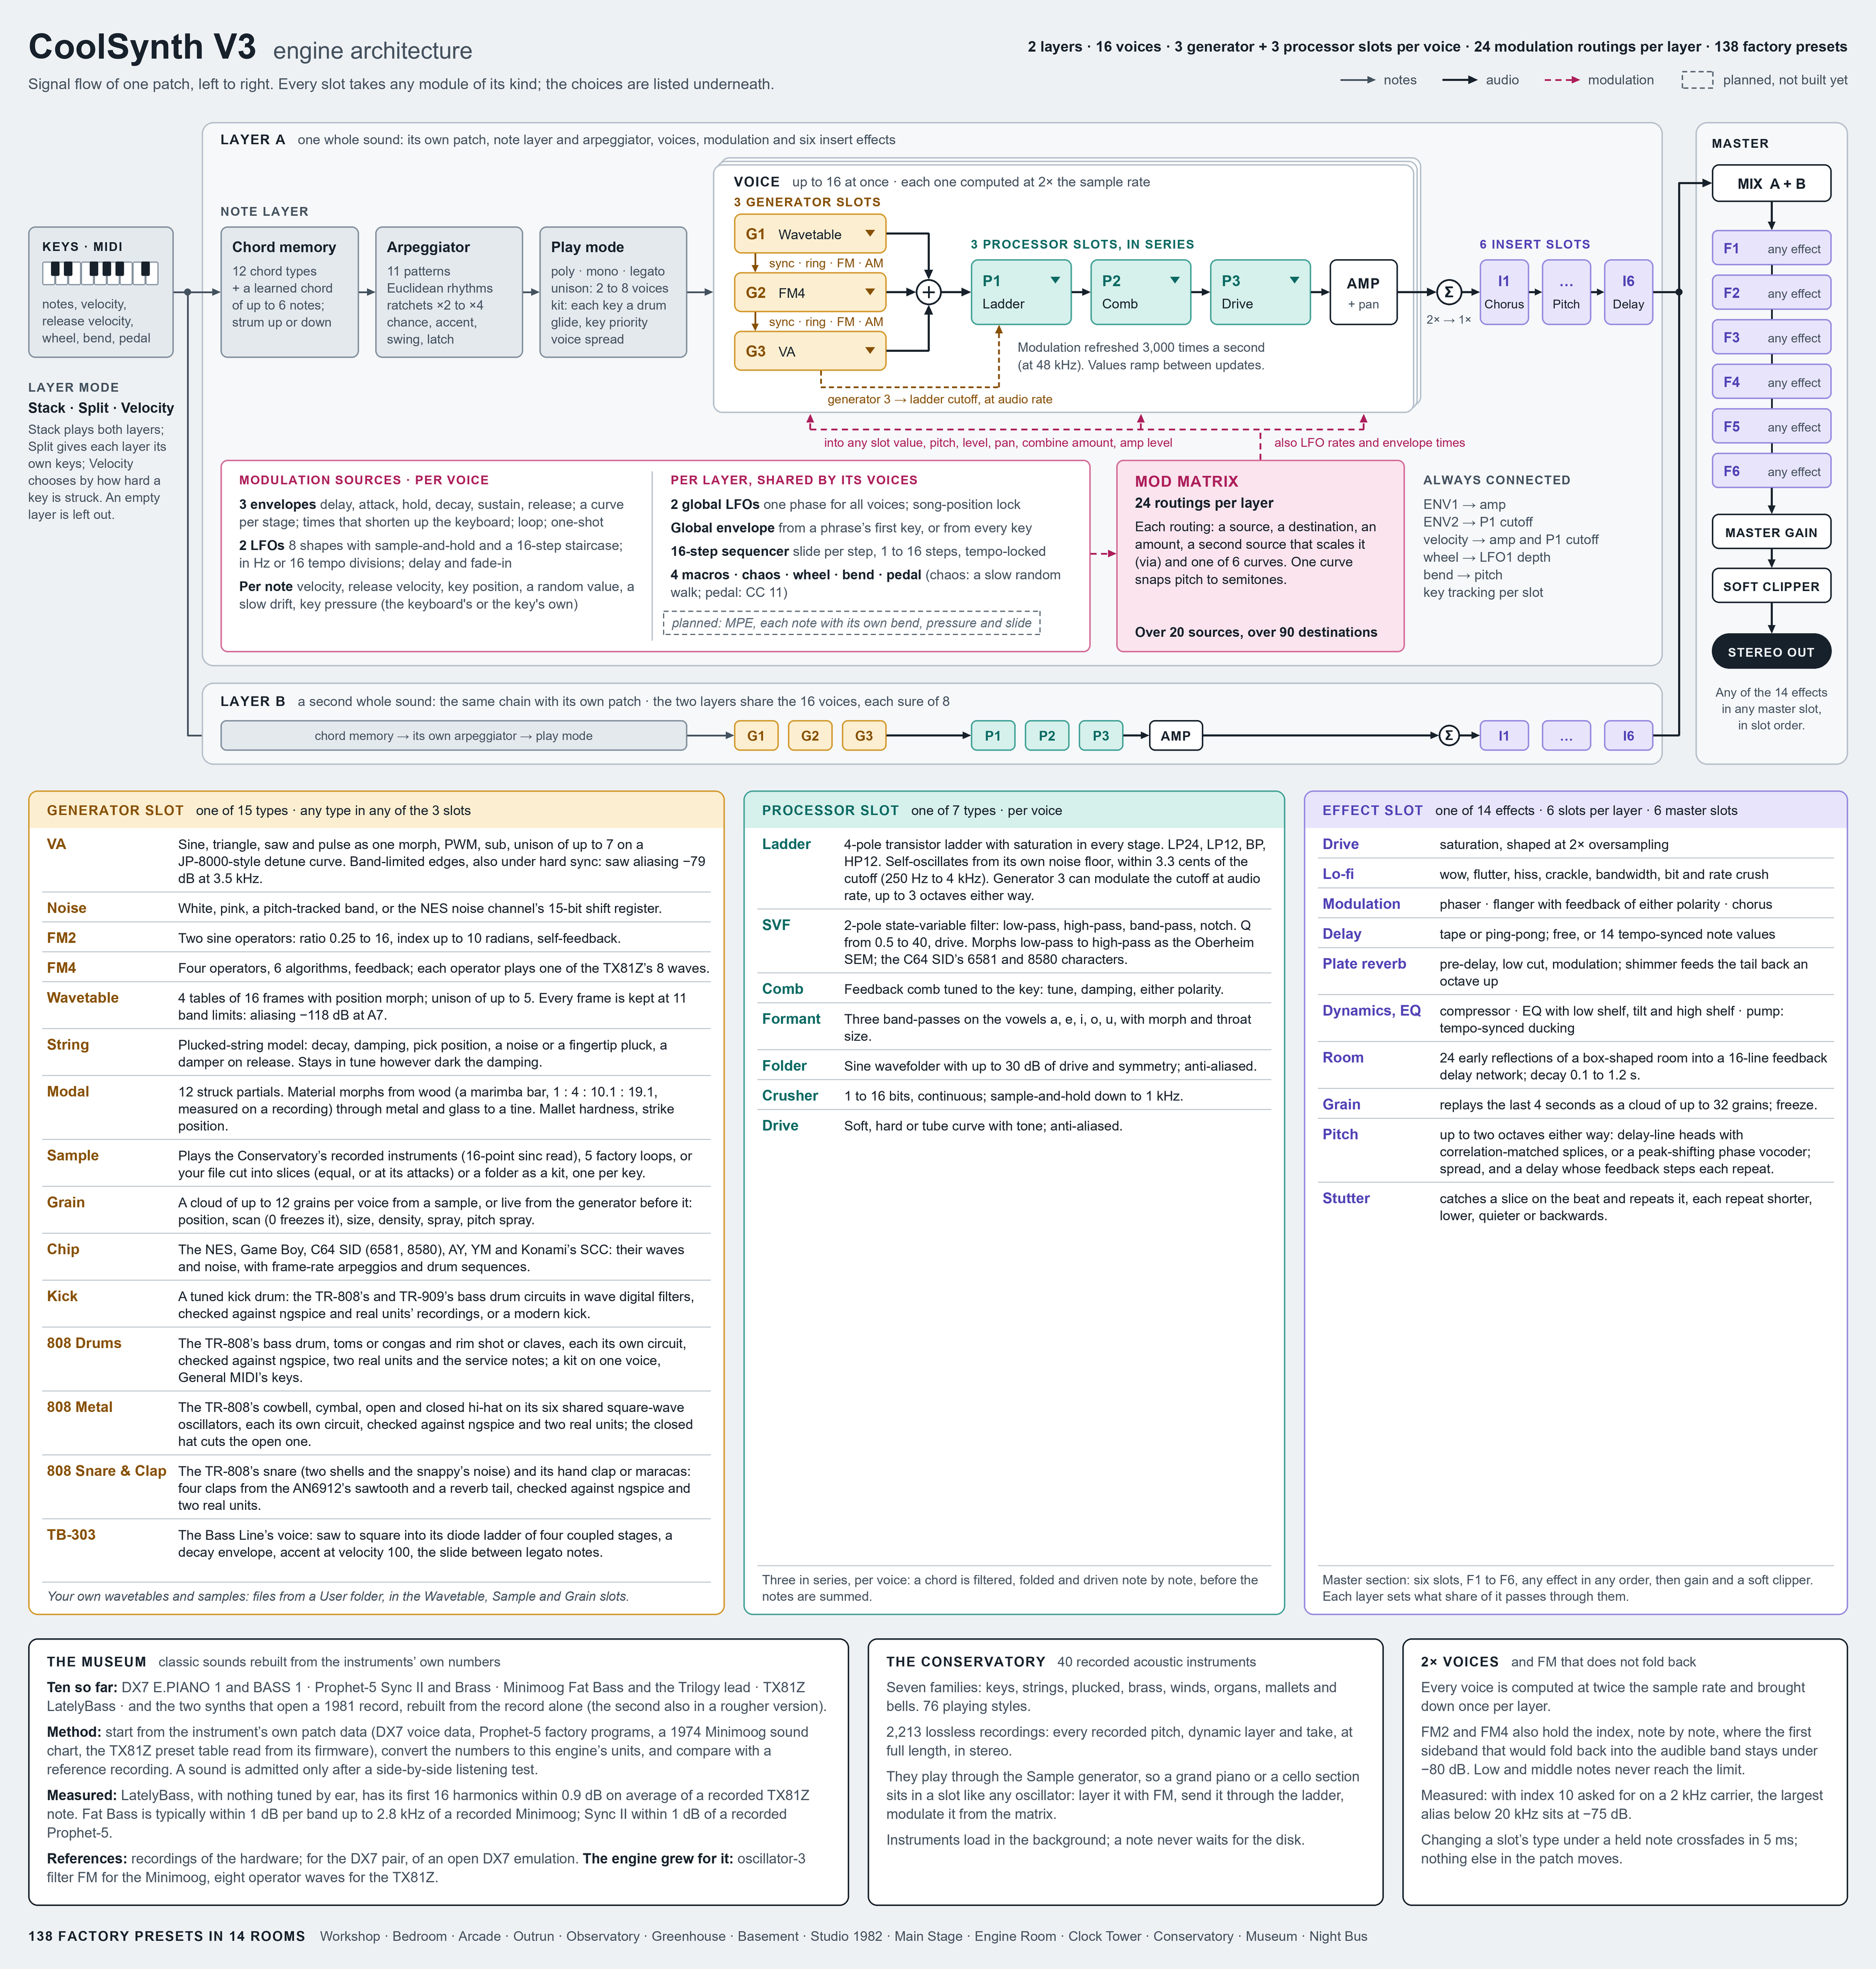 CoolSynth V3 engine architecture
2 layers · 16 voices · 3 generator + 3 processor slots per voice · 24 modulation routings per layer · 138 factory presets
Signal flow of one patch, left to right. Every slot takes any module of its kind; the choices are listed underneath.
notes
audio
modulation
planned, not built yet
LAYER A one whole sound: its own patch, note layer and arpeggiator, voices, modulation and six insert effects
KEYS · MIDI
notes, velocity,
release velocity,
wheel, bend, pedal
LAYER MODE
Stack · Split · Velocity
Stack plays both layers;
Split gives each layer its
own keys; Velocity
chooses by how hard a
key is struck. An empty
layer is left out.
NOTE LAYER
Chord memory
12 chord types
+ a learned chord
of up to 6 notes;
strum up or down
Arpeggiator
11 patterns
Euclidean rhythms
ratchets ×2 to ×4
chance, accent,
swing, latch
Play mode
poly · mono · legato
unison: 2 to 8 voices
kit: each key a drum
glide, key priority
voice spread
VOICE up to 16 at once · each one computed at 2× the sample rate
3 GENERATOR SLOTS
G1 Wavetable
sync · ring · FM · AM
G2 FM4
sync · ring · FM · AM
G3 VA
+
3 PROCESSOR SLOTS, IN SERIES
P1
Ladder
P2
Comb
P3
Drive
AMP
+ pan
Modulation refreshed 3,000 times a second
(at 48 kHz). Values ramp between updates.
generator 3 → ladder cutoff, at audio rate
Σ
2× → 1×
6 INSERT SLOTS
I1
Chorus
...
Pitch
I6
Delay
into any slot value, pitch, level, pan, combine amount, amp level
also LFO rates and envelope times
MODULATION SOURCES · PER VOICE
3 envelopes delay, attack, hold, decay, sustain, release; a curve
per stage; times that shorten up the keyboard; loop; one-shot
2 LFOs 8 shapes with sample-and-hold and a 16-step staircase;
in Hz or 16 tempo divisions; delay and fade-in
Per note velocity, release velocity, key position, a random value, a
slow drift, key pressure (the keyboard's or the key's own)
PER LAYER, SHARED BY ITS VOICES
2 global LFOs one phase for all voices; song-position lock
Global envelope from a phrase’s first key, or from every key
16-step sequencer slide per step, 1 to 16 steps, tempo-locked
4 macros · chaos · wheel · bend · pedal (chaos: a slow random
walk; pedal: CC 11)
planned: MPE, each note with its own bend, pressure and slide
MOD MATRIX
24 routings per layer
Each routing: a source, a destination, an
amount, a second source that scales it
(via) and one of 6 curves. One curve
snaps pitch to semitones.
Over 20 sources, over 90 destinations
ALWAYS CONNECTED
ENV1 → amp
ENV2 → P1 cutoff
velocity → amp and P1 cutoff
wheel → LFO1 depth
bend → pitch
key tracking per slot
MASTER
MIX A + B
F1 any effect
F2 any effect
F3 any effect
F4 any effect
F5 any effect
F6 any effect
MASTER GAIN
SOFT CLIPPER
STEREO OUT
Any of the 14 effects
in any master slot,
in slot order.
LAYER B a second whole sound: the same chain with its own patch · the two layers share the 16 voices, each sure of 8
chord memory → its own arpeggiator → play mode
G1
G2
G3
P1
P2
P3
AMP
Σ
I1
...
I6
GENERATOR SLOT one of 15 types · any type in any of the 3 slots
VA Sine, triangle, saw and pulse as one morph, PWM, sub, unison of up to 7 on a
JP-8000-style detune curve. Band-limited edges, also under hard sync: saw aliasing −79
dB at 3.5 kHz.
Noise White, pink, a pitch-tracked band, or the NES noise channel’s 15-bit shift register.
FM2 Two sine operators: ratio 0.25 to 16, index up to 10 radians, self-feedback.
FM4 Four operators, 6 algorithms, feedback; each operator plays one of the TX81Z’s 8 waves.
Wavetable 4 tables of 16 frames with position morph; unison of up to 5. Every frame is kept at 11
band limits: aliasing −118 dB at A7.
String Plucked-string model: decay, damping, pick position, a noise or a fingertip pluck, a
damper on release. Stays in tune however dark the damping.
Modal 12 struck partials. Material morphs from wood (a marimba bar, 1 : 4 : 10.1 : 19.1,
measured on a recording) through metal and glass to a tine. Mallet hardness, strike
position.
Sample Plays the Conservatory’s recorded instruments (16-point sinc read), 5 factory loops, or
your file cut into slices (equal, or at its attacks) or a folder as a kit, one per key.
Grain A cloud of up to 12 grains per voice from a sample, or live from the generator before it:
position, scan (0 freezes it), size, density, spray, pitch spray.
Chip The NES, Game Boy, C64 SID (6581, 8580), AY, YM and Konami’s SCC: their waves
and noise, with frame-rate arpeggios and drum sequences.
Kick A tuned kick drum: the TR-808’s and TR-909’s bass drum circuits in wave digital filters,
checked against ngspice and real units’ recordings, or a modern kick.
808 Drums The TR-808’s bass drum, toms or congas and rim shot or claves, each its own circuit,
checked against ngspice, two real units and the service notes; a kit on one voice,
General MIDI’s keys.
808 Metal The TR-808’s cowbell, cymbal, open and closed hi-hat on its six shared square-wave
oscillators, each its own circuit, checked against ngspice and two real units; the closed
hat cuts the open one.
808 Snare & Clap The TR-808’s snare (two shells and the snappy’s noise) and its hand clap or maracas:
four claps from the AN6912’s sawtooth and a reverb tail, checked against ngspice and
two real units.
TB-303 The Bass Line’s voice: saw to square into its diode ladder of four coupled stages, a
decay envelope, accent at velocity 100, the slide between legato notes.
Your own wavetables and samples: files from a User folder, in the Wavetable, Sample and Grain slots.
PROCESSOR SLOT one of 7 types · per voice
Ladder 4-pole transistor ladder with saturation in every stage. LP24, LP12, BP,
HP12. Self-oscillates from its own noise floor, within 3.3 cents of the
cutoff (250 Hz to 4 kHz). Generator 3 can modulate the cutoff at audio
rate, up to 3 octaves either way.
SVF 2-pole state-variable filter: low-pass, high-pass, band-pass, notch. Q
from 0.5 to 40, drive. Morphs low-pass to high-pass as the Oberheim
SEM; the C64 SID’s 6581 and 8580 characters.
Comb Feedback comb tuned to the key: tune, damping, either polarity.
Formant Three band-passes on the vowels a, e, i, o, u, with morph and throat
size.
Folder Sine wavefolder with up to 30 dB of drive and symmetry; anti-aliased.
Crusher 1 to 16 bits, continuous; sample-and-hold down to 1 kHz.
Drive Soft, hard or tube curve with tone; anti-aliased.
Three in series, per voice: a chord is filtered, folded and driven note by note, before the
notes are summed.
EFFECT SLOT one of 14 effects · 6 slots per layer · 6 master slots
Drive saturation, shaped at 2× oversampling
Lo-fi wow, flutter, hiss, crackle, bandwidth, bit and rate crush
Modulation phaser · flanger with feedback of either polarity · chorus
Delay tape or ping-pong; free, or 14 tempo-synced note values
Plate reverb pre-delay, low cut, modulation; shimmer feeds the tail back an
octave up
Dynamics, EQ compressor · EQ with low shelf, tilt and high shelf · pump:
tempo-synced ducking
Room 24 early reflections of a box-shaped room into a 16-line feedback
delay network; decay 0.1 to 1.2 s.
Grain replays the last 4 seconds as a cloud of up to 32 grains; freeze.
Pitch up to two octaves either way: delay-line heads with
correlation-matched splices, or a peak-shifting phase vocoder;
spread, and a delay whose feedback steps each repeat.
Stutter catches a slice on the beat and repeats it, each repeat shorter,
lower, quieter or backwards.
Master section: six slots, F1 to F6, any effect in any order, then gain and a soft clipper.
Each layer sets what share of it passes through them.
THE MUSEUM classic sounds rebuilt from the instruments’ own numbers
Ten so far: DX7 E.PIANO 1 and BASS 1 · Prophet-5 Sync II and Brass · Minimoog Fat Bass and the Trilogy lead · TX81Z
LatelyBass · and the two synths that open a 1981 record, rebuilt from the record alone (the second also in a rougher version).
Method: start from the instrument’s own patch data (DX7 voice data, Prophet-5 factory programs, a 1974 Minimoog sound
chart, the TX81Z preset table read from its firmware), convert the numbers to this engine’s units, and compare with a
reference recording. A sound is admitted only after a side-by-side listening test.
Measured: LatelyBass, with nothing tuned by ear, has its first 16 harmonics within 0.9 dB on average of a recorded TX81Z
note. Fat Bass is typically within 1 dB per band up to 2.8 kHz of a recorded Minimoog; Sync II within 1 dB of a recorded
Prophet-5.
References: recordings of the hardware; for the DX7 pair, of an open DX7 emulation. The engine grew for it: oscillator-3
filter FM for the Minimoog, eight operator waves for the TX81Z.
THE CONSERVATORY 40 recorded acoustic instruments
Seven families: keys, strings, plucked, brass, winds, organs, mallets and
bells. 76 playing styles.
2,213 lossless recordings: every recorded pitch, dynamic layer and take, at
full length, in stereo.
They play through the Sample generator, so a grand piano or a cello section
sits in a slot like any oscillator: layer it with FM, send it through the ladder,
modulate it from the matrix.
Instruments load in the background; a note never waits for the disk.
2× VOICES and FM that does not fold back
Every voice is computed at twice the sample rate and brought
down once per layer.
FM2 and FM4 also hold the index, note by note, where the first
sideband that would fold back into the audible band stays under
−80 dB. Low and middle notes never reach the limit.
Measured: with index 10 asked for on a 2 kHz carrier, the largest
alias below 20 kHz sits at −75 dB.
Changing a slot’s type under a held note crossfades in 5 ms;
nothing else in the patch moves.
138 FACTORY PRESETS IN 14 ROOMS Workshop · Bedroom · Arcade · Outrun · Observatory · Greenhouse · Basement · Studio 1982 · Main Stage · Engine Room · Clock Tower · Conservatory · Museum · Night Bus